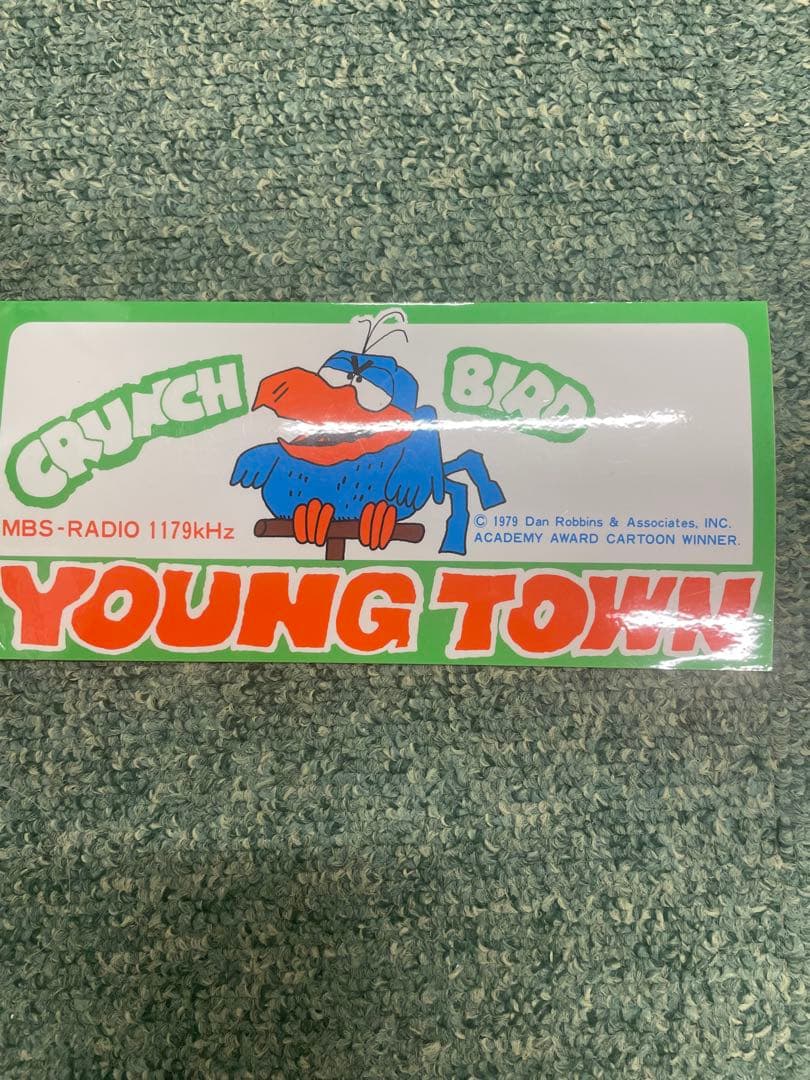 CRUNCH BIRD
MBS-RADIO 1179kHz
© 1979 Dan Robbins & Associates, INC.
ACADEMY AWARD CARTOON WINNER.
YOUNG TOWN